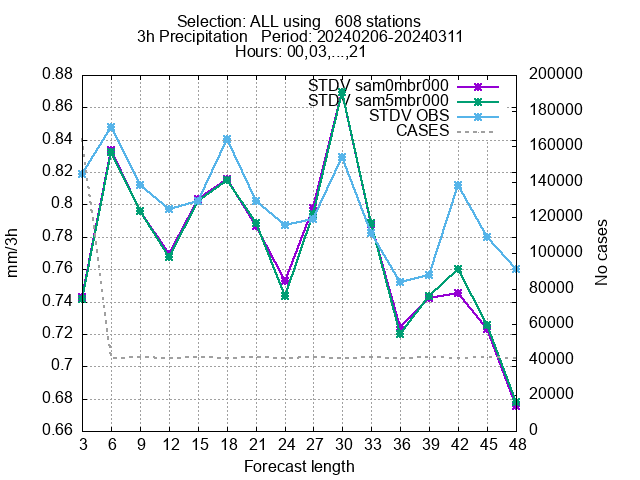 Selection: ALL using   608 stations
3h Precipitation   Period: 20240206-20240311
Hours: 00,03,...,21
STDV sam0mbr000
STDV sam5mbr000
STDV OBS
CASES
0.88
0.86
0.84
0.82
0.8
0.78
0.76
0.74
0.72
0.7
0.68
0.66
mm/3h
200000
180000
160000
140000
120000
100000
80000
60000
40000
20000
0
No cases
3 6 9 12 15 18 21 24 27 30 33 36 39 42 45 48
Forecast length